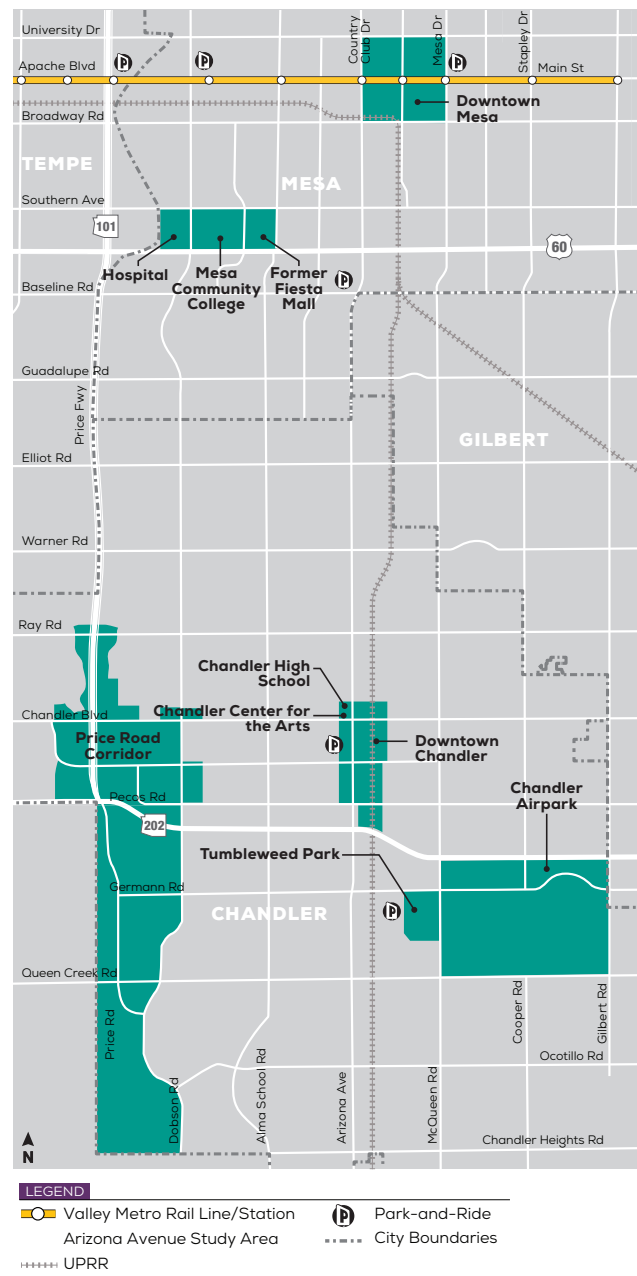 University Dr
Country
Club Dr
Mesa Dr
Stapley Dr
Apache Blvd
Main St
Downtown
Mesa
Broadway Rd
TEMPE
MESA
Southern Ave
101
60
Hospital
Mesa
Community
College
Former
Fiesta
Mall
Baseline Rd
Guadalupe Rd
Price Fwy
GILBERT
Elliot Rd
Warner Rd
Ray Rd
Chandler High
School
Chandler Blvd
Chandler Center for
the Arts
Price Road
Corridor
Downtown
Chandler
Pecos Rd
Chandler
Airpark
202
Tumbleweed Park
Germann Rd
CHANDLER
Queen Creek Rd
Price Rd
Dobson Rd
Alma School Rd
Arizona Ave
McQueen Rd
Cooper Rd
Gilbert Rd
Ocotillo Rd
Chandler Heights Rd
N
LEGEND
Valley Metro Rail Line/Station
P Park-and-Ride
Arizona Avenue Study Area
City Boundaries
UPRR